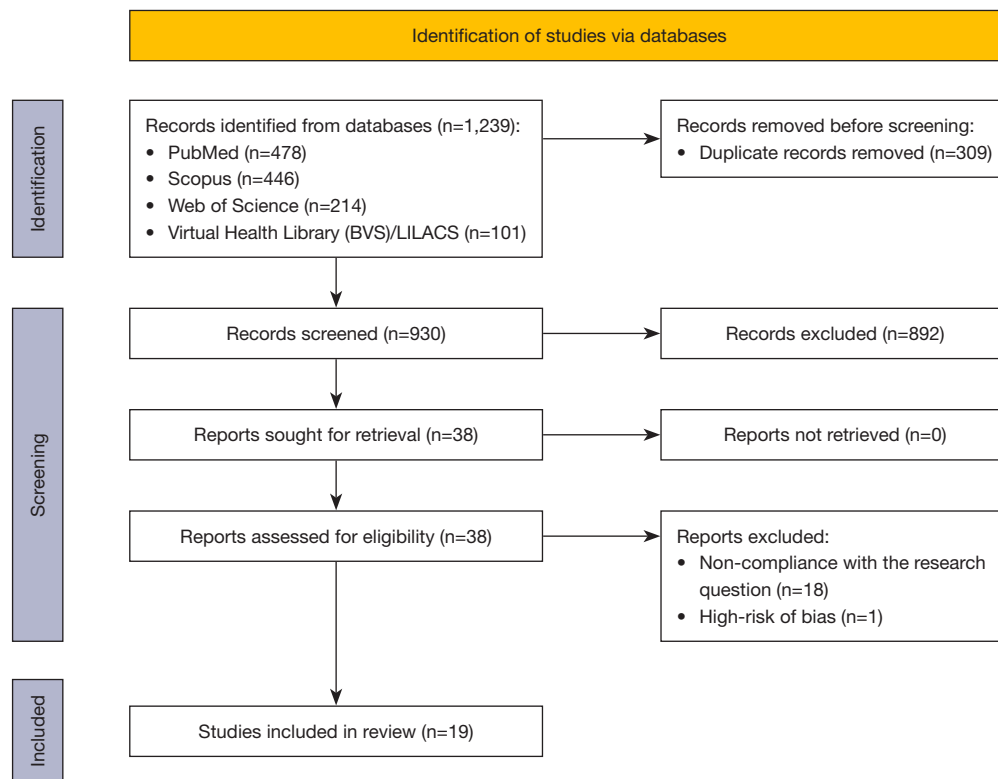 Identification of studies via databases
Identification
Records identified from databases (n=1,239):
• PubMed (n=478)
• Scopus (n=446)
• Web of Science (n=214)
• Virtual Health Library (BVS)/LILACS (n=101)
Records removed before screening:
• Duplicate records removed (n=309)
Screening
Records screened (n=930)
Records excluded (n=892)
Reports sought for retrieval (n=38)
Reports not retrieved (n=0)
Reports assessed for eligibility (n=38)
Reports excluded:
• Non-compliance with the research
question (n=18)
• High-risk of bias (n=1)
Included
Studies included in review (n=19)